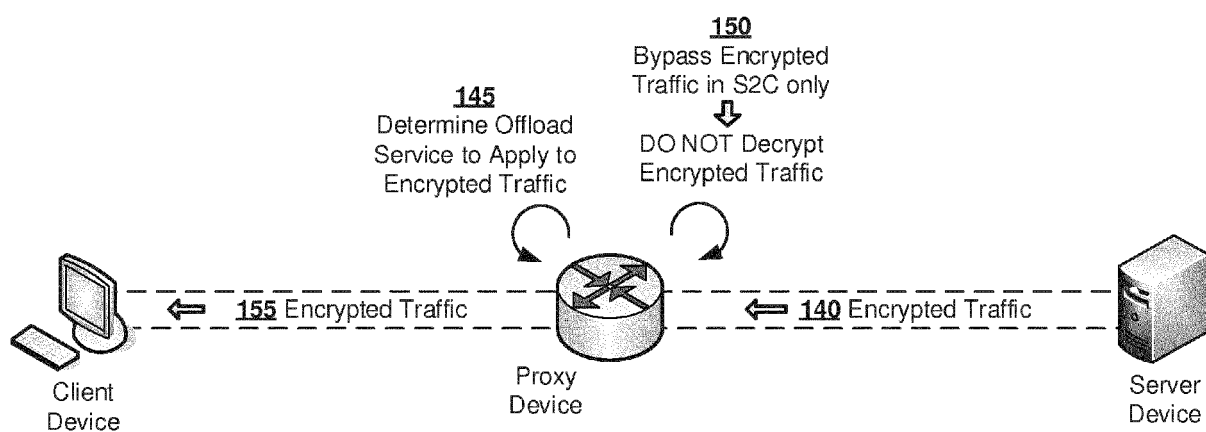 150
Bypass Encrypted
Traffic in S2C only
DO NOT Decrypt
Encrypted Traffic
145
Determine Offload
Service to Apply to
Encrypted Traffic
155 Encrypted Traffic
140 Encrypted Traffic
Client
Device
Proxy
Device
Server
Device